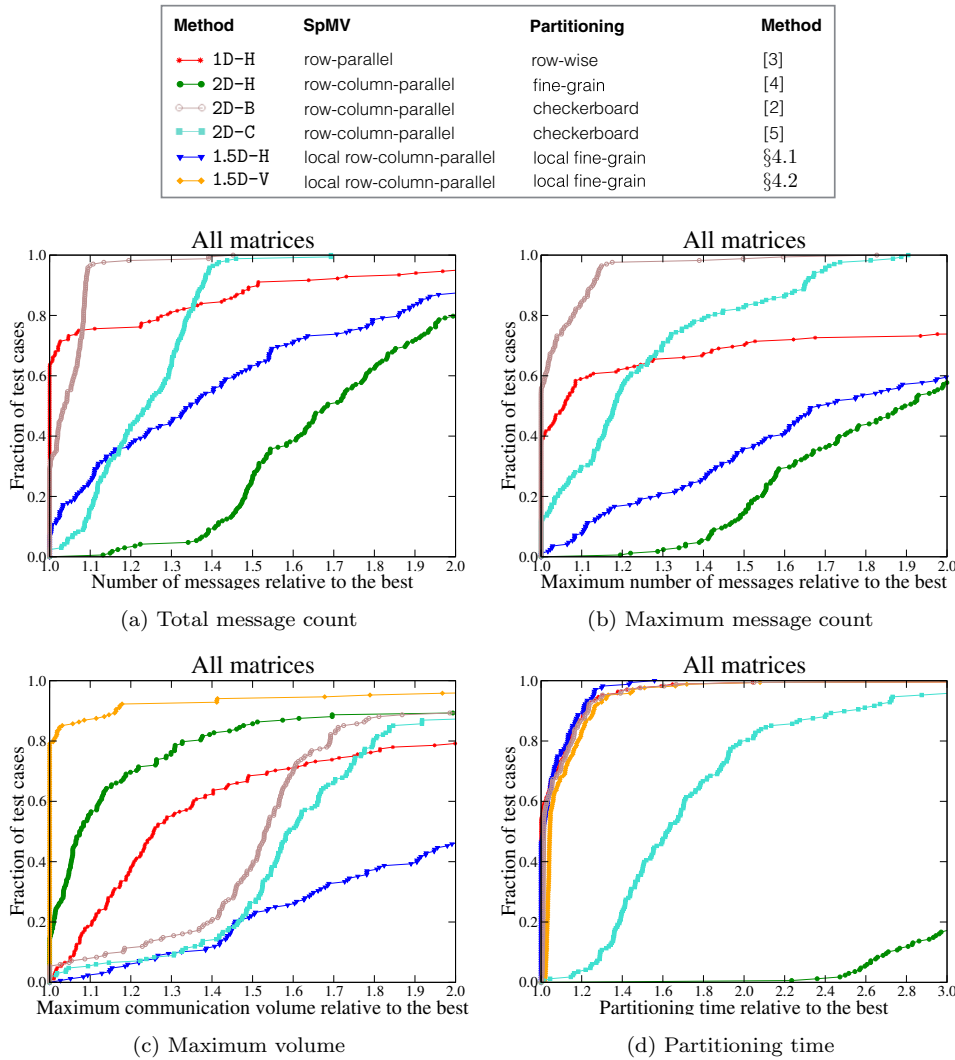 Method SpMV Partitioning Method
1D-H row-parallel row-wise [3]
2D-H row-column-parallel fine-grain [4]
2D-B row-column-parallel checkerboard [2]
2D-C row-column-parallel checkerboard [5]
1.5D-H local row-column-parallel local fine-grain §4.1
1.5D-V local row-column-parallel local fine-grain §4.2
All matrices
Fraction of test cases
1.0
0.8
0.6
0.4
0.2
0.0
1.0 1.1 1.2 1.3 1.4 1.5 1.6 1.7 1.8 1.9 2.0
Number of messages relative to the best
(a) Total message count
All matrices
Fraction of test cases
1.0
0.8
0.6
0.4
0.2
0.0
1.0 1.1 1.2 1.3 1.4 1.5 1.6 1.7 1.8 1.9 2.0
Maximum number of messages relative to the best
(b) Maximum message count
All matrices
Fraction of test cases
1.0
0.8
0.6
0.4
0.2
0.0
1.0 1.1 1.2 1.3 1.4 1.5 1.6 1.7 1.8 1.9 2.0
Maximum communication volume relative to the best
(c) Maximum volume
All matrices
Fraction of test cases
1.0
0.8
0.6
0.4
0.2
0.0
1.0 1.2 1.4 1.6 1.8 2.0 2.2 2.4 2.6 2.8 3.0
Partitioning time relative to the best
(d) Partitioning time